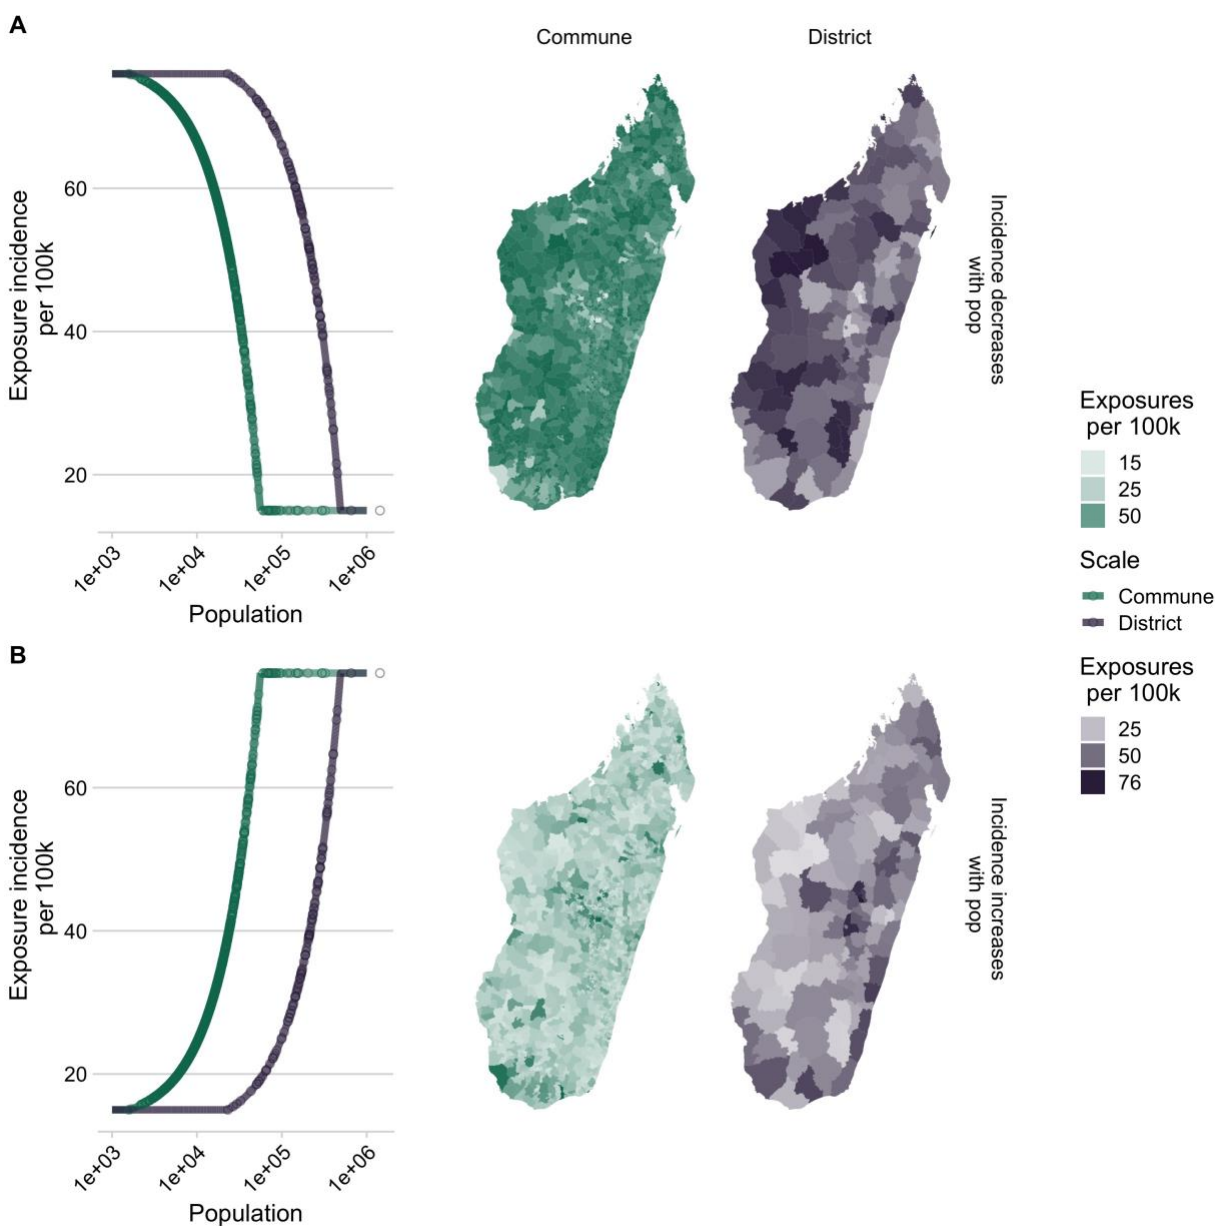 A
Commune
District
60
40
20
Exposure incidence
per 100k
1e+03
1e+04
1e+05
1e+06
Population
Incidence decreases
with pop
Exposures
per 100k
15
25
50
Scale
Commune
District
Exposures
per 100k
25
50
76
B
60
40
20
Exposure incidence
per 100k
1e+03
1e+04
1e+05
1e+06
Population
Incidence increases
with pop